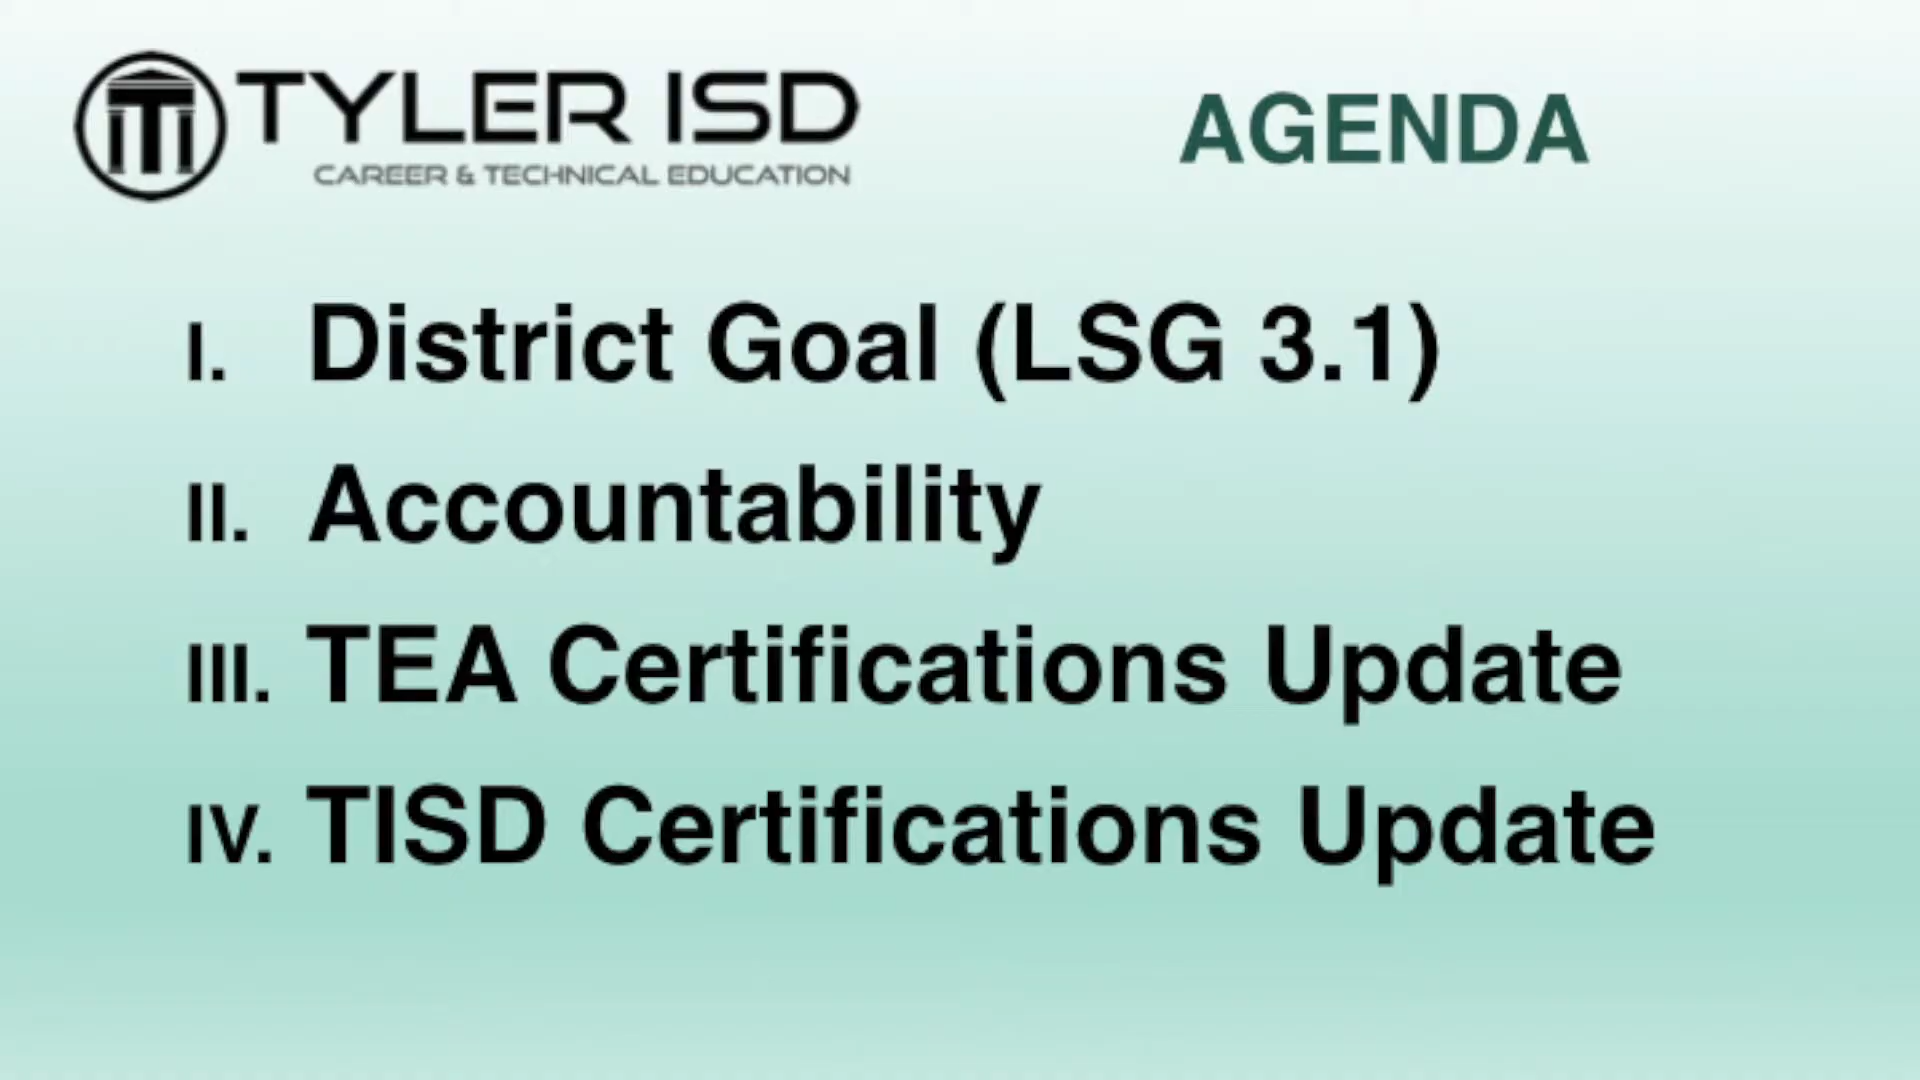 TYLER ISD
CAREER & TECHNICAL EDUCATION
AGENDA
I. District Goal (LSG 3.1)
II. Accountability
III. TEA Certifications Update
IV. TISD Certifications Update